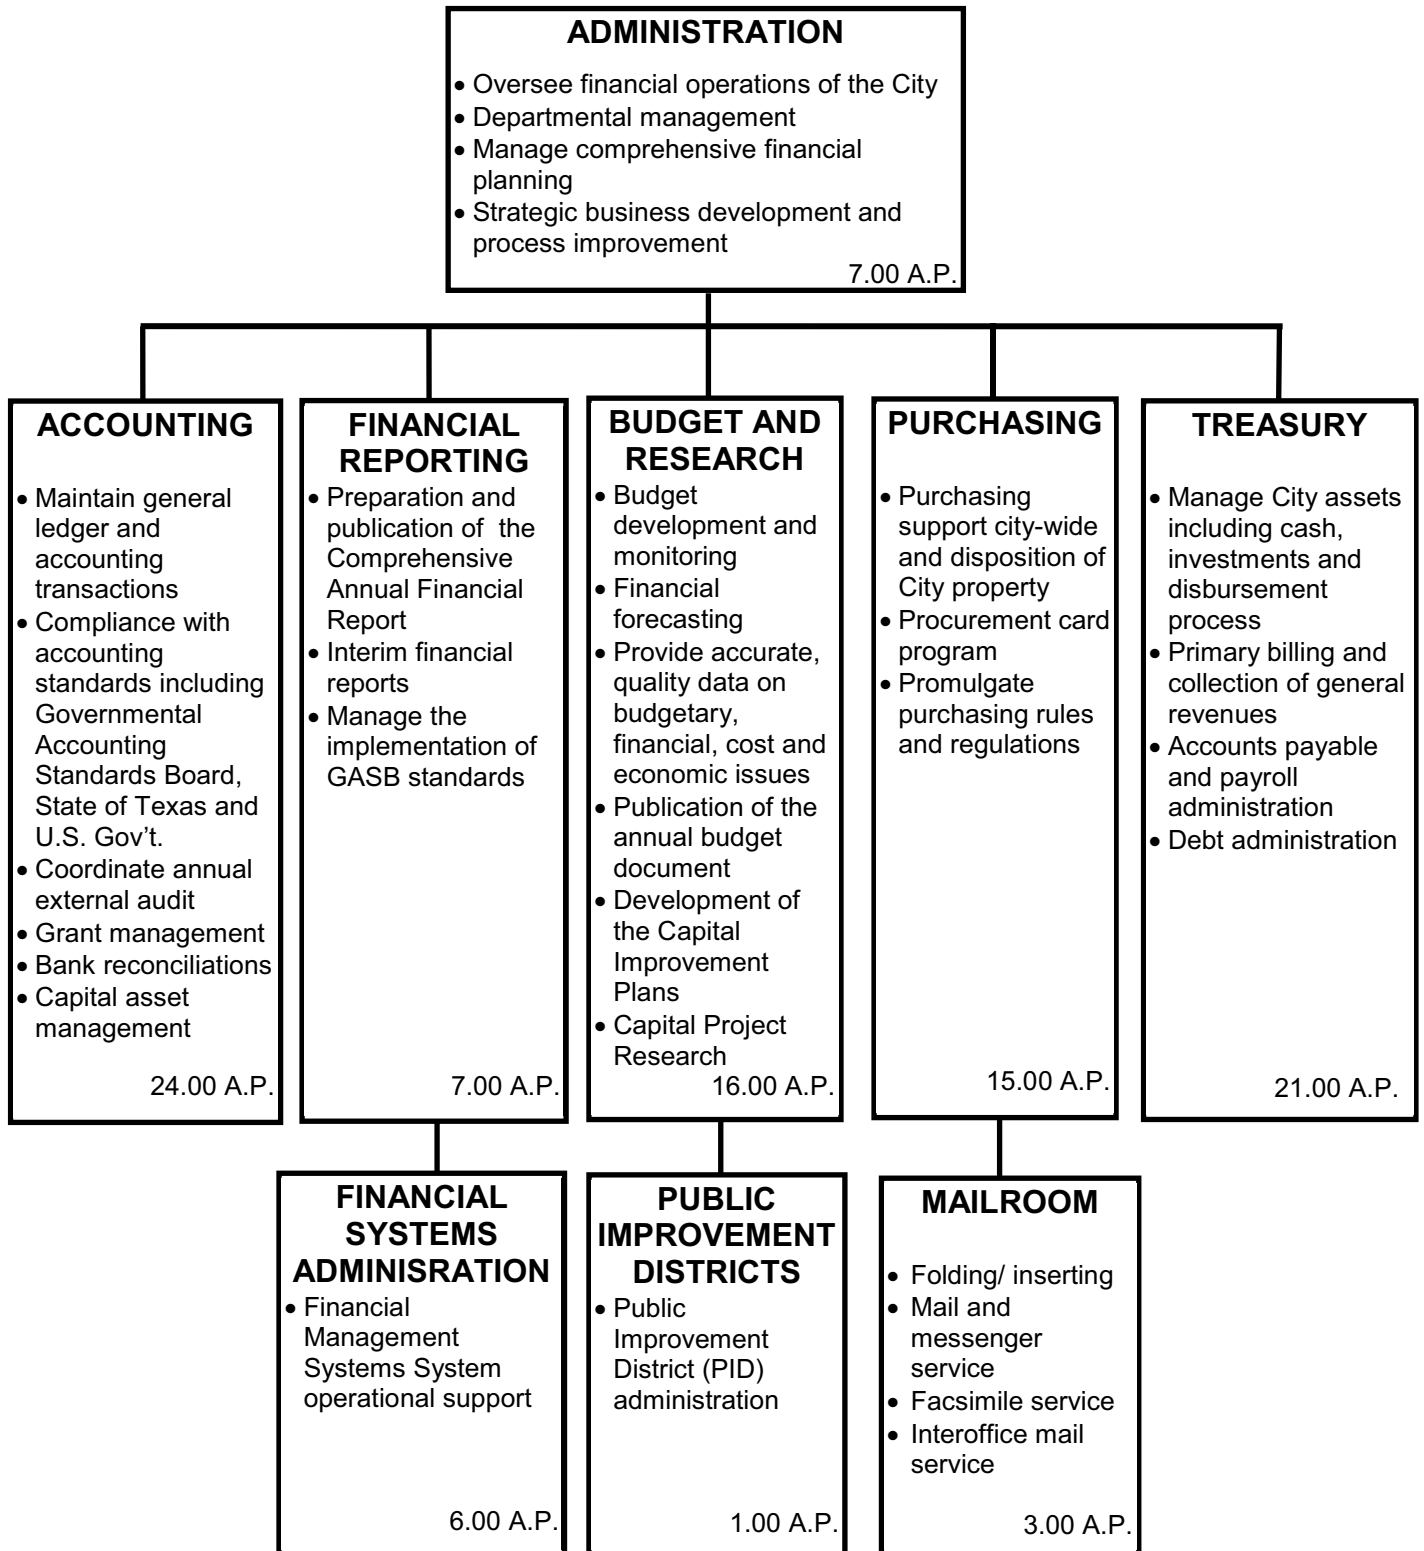 ADMINISTRATION
• Oversee financial operations of the City
• Departmental management
• Manage comprehensive financial
planning
• Strategic business development and
process improvement
7.00 A.P.
ACCOUNTING
• Maintain general
ledger and
accounting
transactions
• Compliance with
accounting
standards including
Governmental
Accounting
Standards Board,
State of Texas and
U.S. Gov’t.
• Coordinate annual
external audit
• Grant management
• Bank reconciliations
• Capital asset
management
24.00 A.P.
FINANCIAL
REPORTING
• Preparation and
publication of the
Comprehensive
Annual Financial
Report
• Interim financial
reports
• Manage the
implementation of
GASB standards
7.00 A.P.
BUDGET AND
RESEARCH
• Budget
development and
monitoring
• Financial
forecasting
• Provide accurate,
quality data on
budgetary,
financial, cost and
economic issues
• Publication of the
annual budget
document
• Development of
the Capital
Improvement
Plans
• Capital Project
Research
16.00 A.P.
PURCHASING
• Purchasing
support city-wide
and disposition of
City property
• Procurement card
program
• Promulgate
purchasing rules
and regulations
15.00 A.P.
TREASURY
• Manage City assets
including cash,
investments and
disbursement
process
• Primary billing and
collection of general
revenues
• Accounts payable
and payroll
administration
• Debt administration
21.00 A.P.
FINANCIAL
SYSTEMS
ADMINISRATION
• Financial
Management
Systems System
operational support
6.00 A.P.
PUBLIC
IMPROVEMENT
DISTRICTS
• Public
Improvement
District (PID)
administration
1.00 A.P.
MAILROOM
• Folding/ inserting
• Mail and
messenger
service
• Facsimile service
• Interoffice mail
service
3.00 A.P.